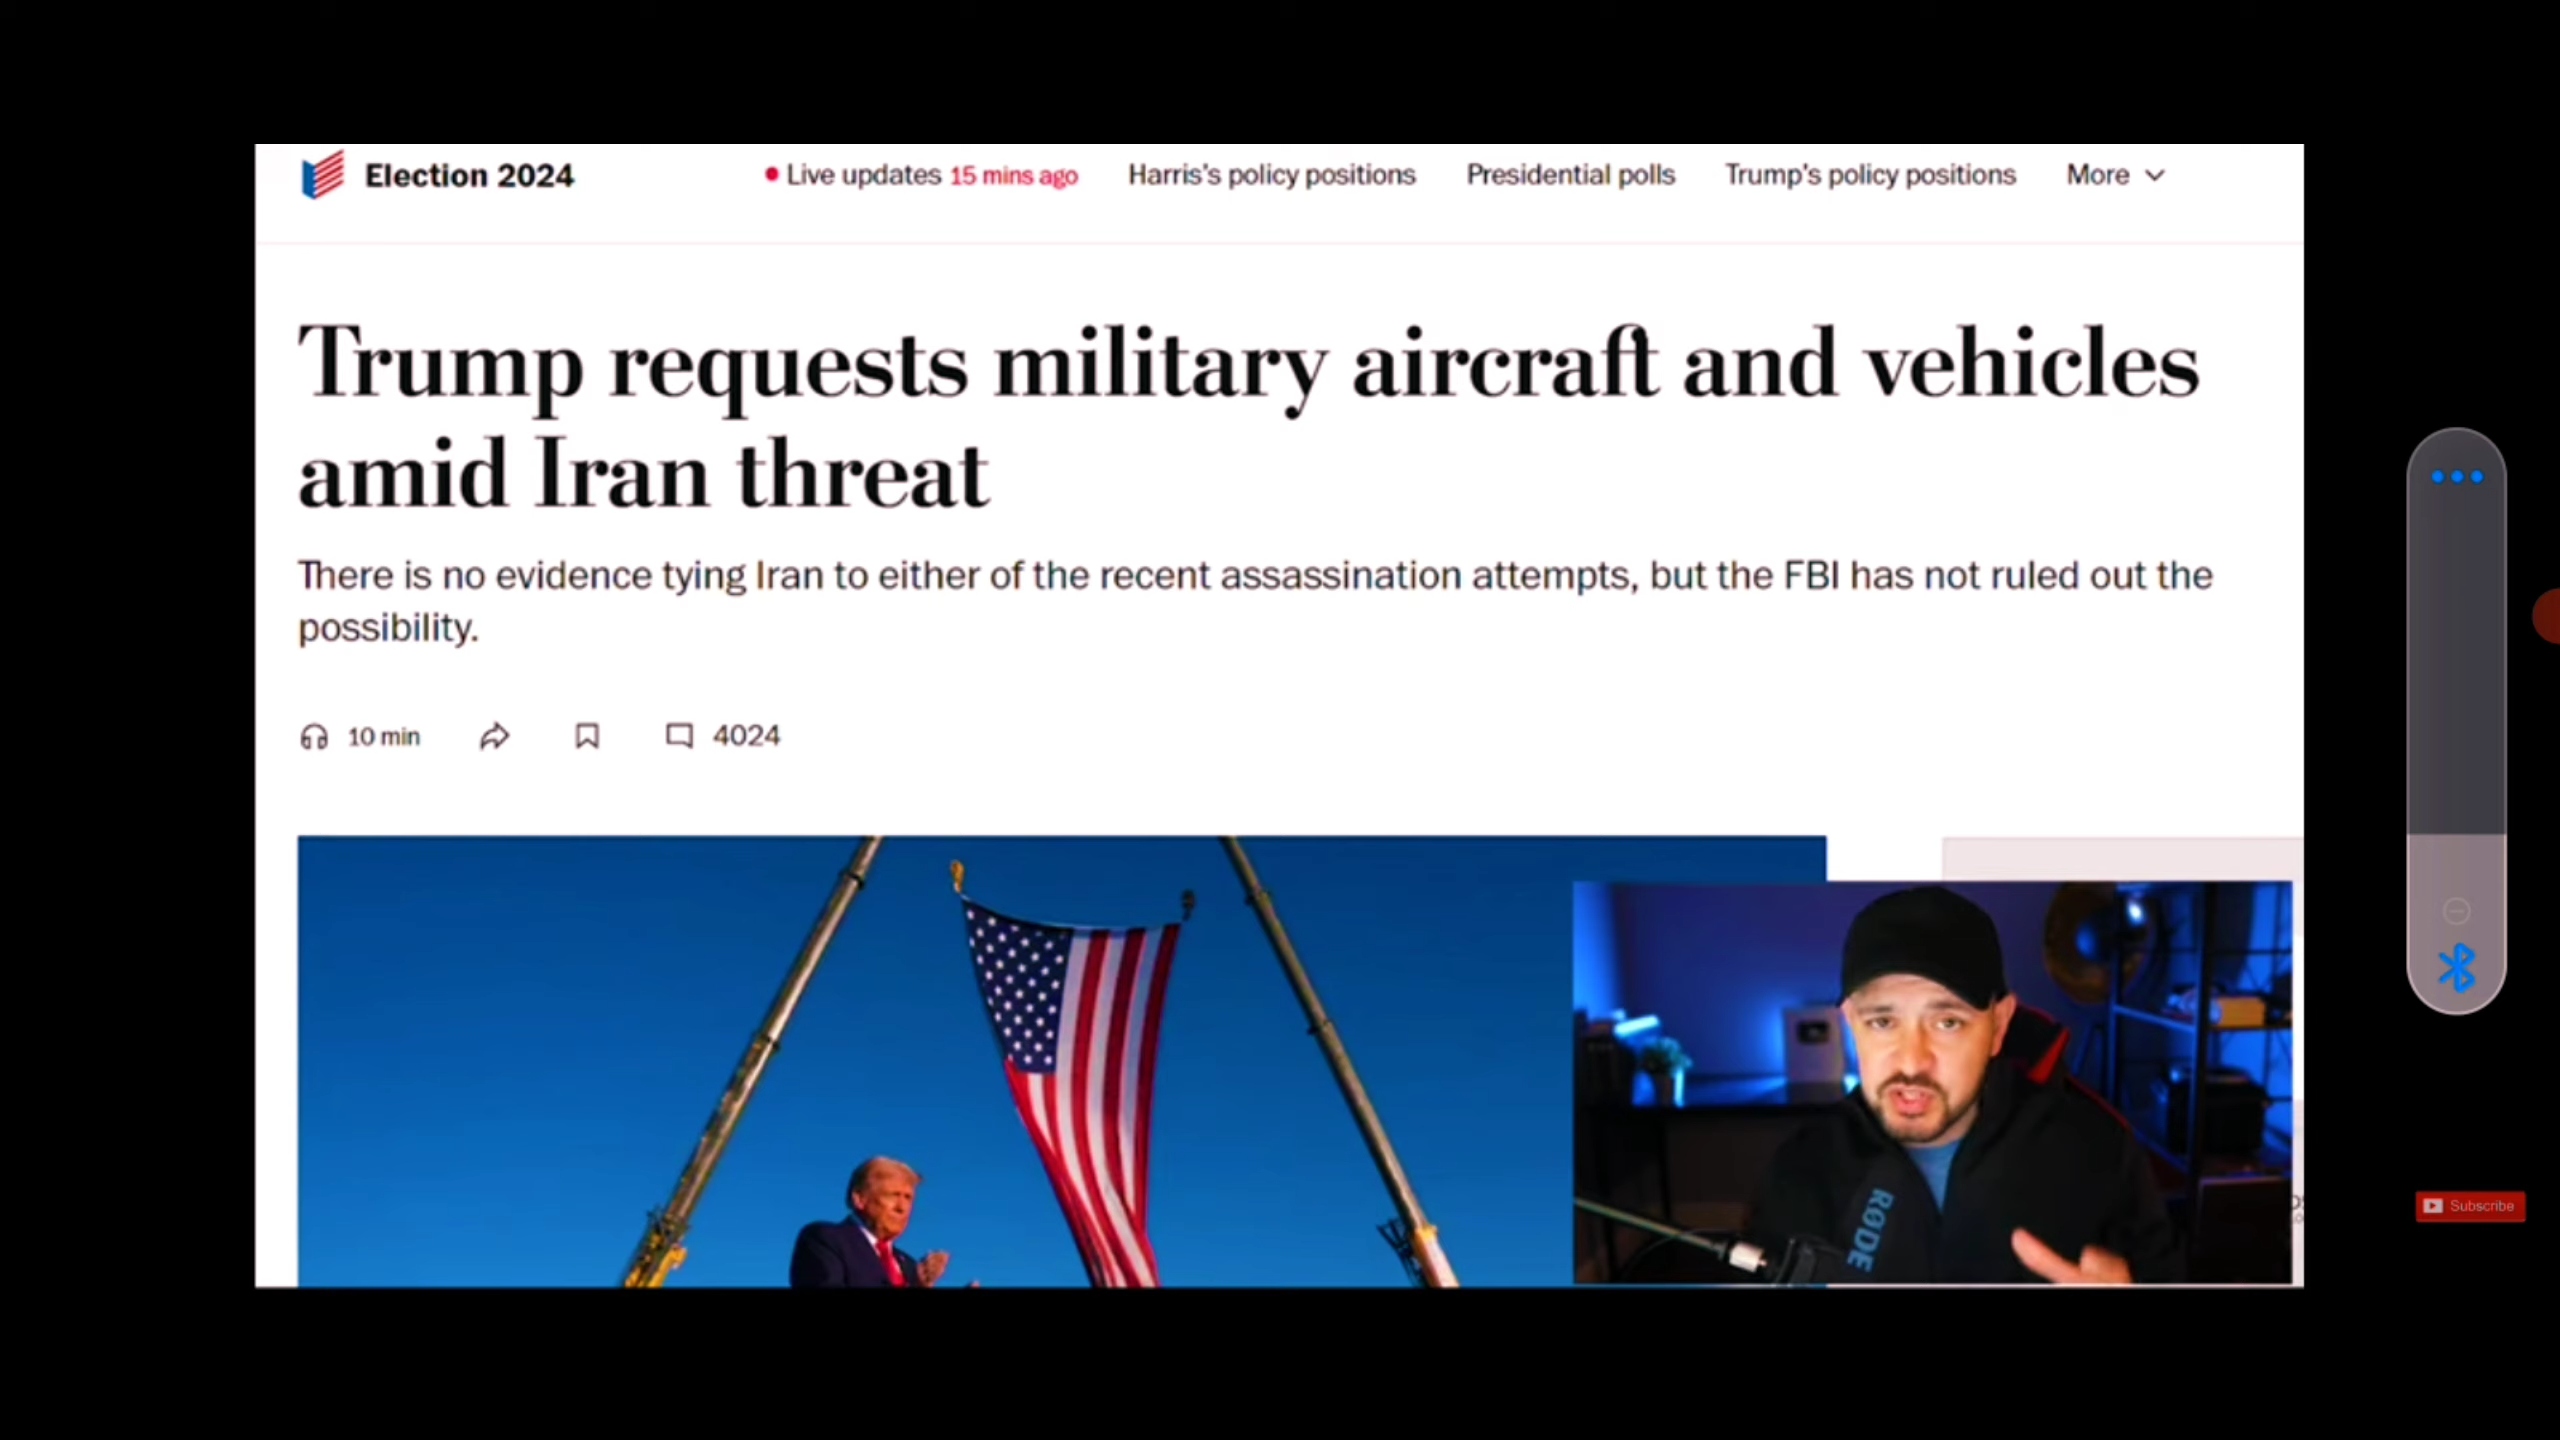 Election 2024
Live updates 15 mins ago
Harris's policy positions
Presidential polls
Trump's policy positions
More
Trump requests military aircraft and vehicles
amid Iran threat
There is no evidence tying Iran to either of the recent assassination attempts, but the FBI has not ruled out the
possibility.
10 min
4024
RØDE
Subscribe